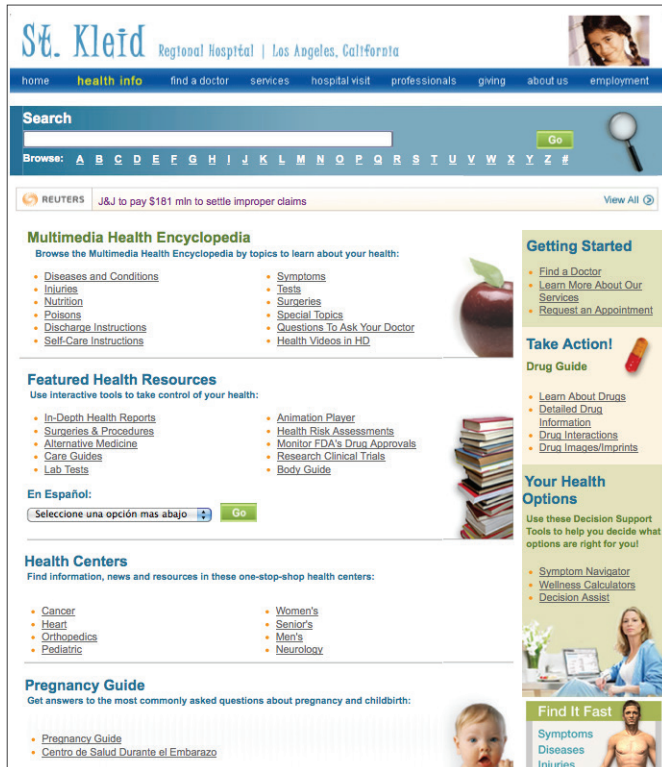 St. Kleid Regional Hospital | Los Angeles, California
home health info find a doctor services hospital visit professionals giving about us employment
Search
Go
Browse: A B C D E F G H I J K L M N O P Q R S T U V W X Y Z #
REUTERS J&J to pay $181 mln to settle improper claims View All
Multimedia Health Encyclopedia
Browse the Multimedia Health Encyclopedia by topics to learn about your health:
Diseases and Conditions
Injuries
Nutrition
Poisons
Discharge Instructions
Self-Care Instructions
Symptoms
Tests
Surgeries
Special Topics
Questions To Ask Your Doctor
Health Videos in HD
Featured Health Resources
Use interactive tools to take control of your health:
In-Depth Health Reports
Surgeries & Procedures
Alternative Medicine
Care Guides
Lab Tests
Animation Player
Health Risk Assessments
Monitor FDA's Drug Approvals
Research Clinical Trials
Body Guide
En Español:
Seleccione una opción mas abajo Go
Health Centers
Find information, news and resources in these one-stop-shop health centers:
Cancer
Heart
Orthopedics
Pediatric
Women's
Senior's
Men's
Neurology
Pregnancy Guide
Get answers to the most commonly asked questions about pregnancy and childbirth:
Pregnancy Guide
Centro de Salud Durante el Embarazo
Getting Started
Find a Doctor
Learn More About Our
Services
Request an Appointment
Take Action!
Drug Guide
Learn About Drugs
Detailed Drug
Information
Drug Interactions
Drug Images/Imprints
Your Health
Options
Use these Decision Support
Tools to help you decide what
options are right for you!
Symptom Navigator
Wellness Calculators
Decision Assist
Find It Fast
Symptoms
Diseases
Injuries